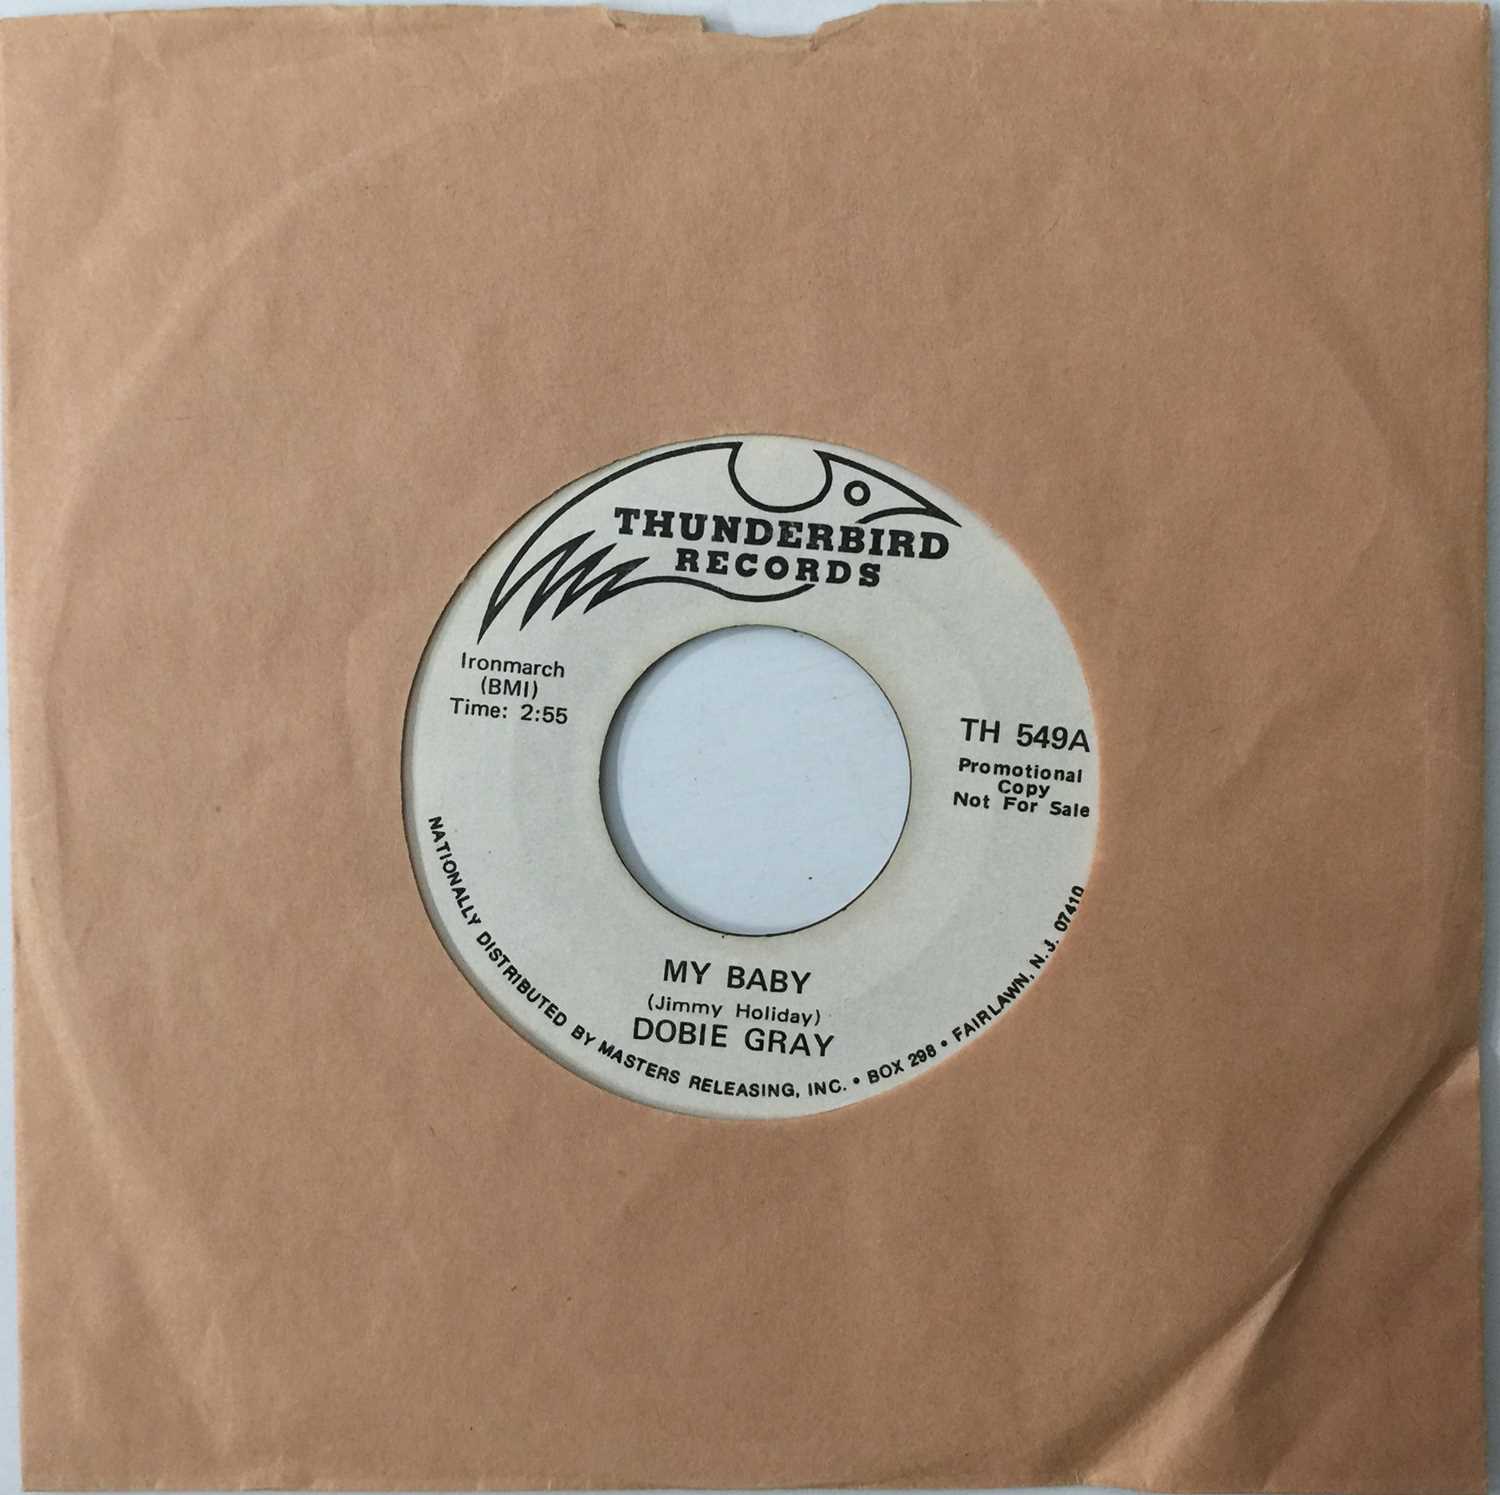 THUNDERBIRD
RECORDS
Ironmarch
(BMI)
Time: 2:55
TH 549A
Promotional
Copy
Not For Sale
MY BABY
(Jimmy Holiday)
DOBIE GRAY
NATIONALLY DISTRIBUTED BY MASTERS RELEASING, INC. • BOX 298 • FAIRLAWN, N.J. 07410